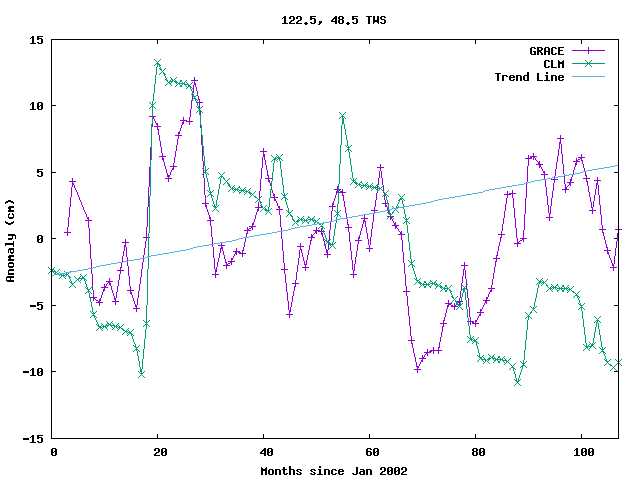 122.5, 48.5 TWS
GRACE
CLM
Trend Line
15
10
5
0
-5
-10
-15
Anomaly (cm)
0 20 40 60 80 100
Months since Jan 2002